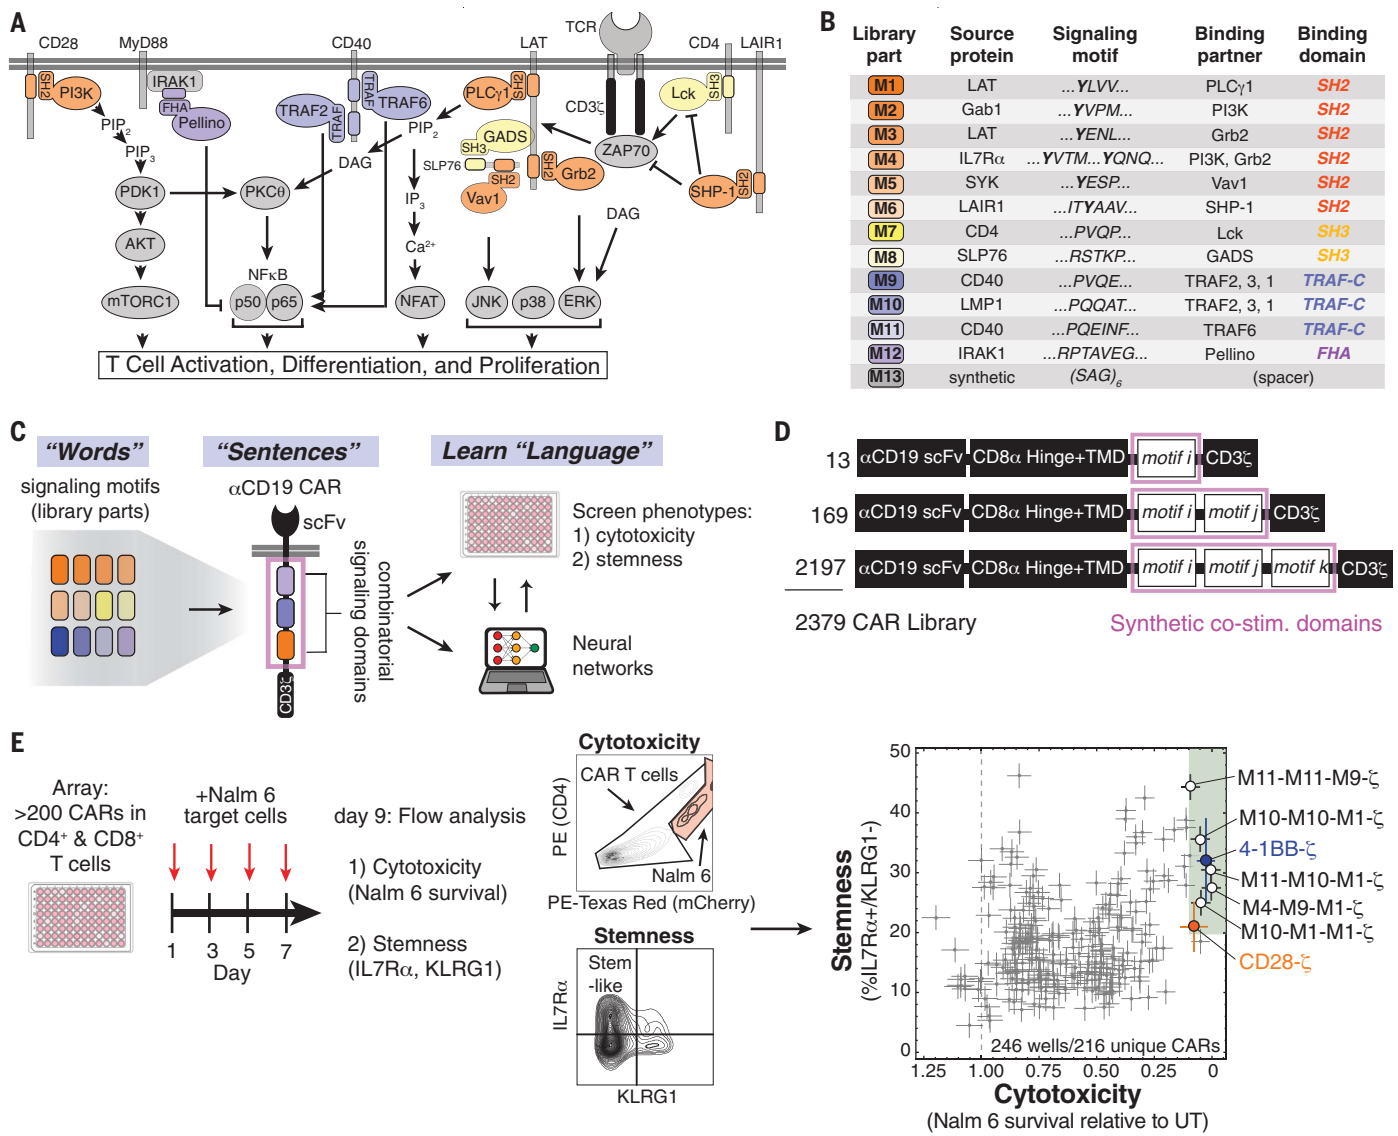 A
CD28
MyD88
CD40
LAT
TCR
CD4
LAIR1
SH2
PI3K
IRAK1
FHA
Pellino
TRAF2
TRAF
TRAF
TRAF6
PLCγ1
SH2
CD3ζ
Lck
SH3
PIP2
PIP3
PIP2
DAG
GADS
SH3
SLP76
SH2
Vav1
SH2
Grb2
ZAP70
SHP-1
SH2
PDK1
PKCθ
IP3
DAG
AKT
Ca2+
NFκB
mTORC1
p50
p65
NFAT
JNK
p38
ERK
T Cell Activation, Differentiation, and Proliferation
B
Library part
Source protein
Signaling motif
Binding partner
Binding domain
M1 LAT ...YLVV... PLCγ1 SH2
M2 Gab1 ...YVPM... PI3K SH2
M3 LAT ...YENL... Grb2 SH2
M4 IL7Rα ...YVTM...YQNQ... PI3K, Grb2 SH2
M5 SYK ...YESP... Vav1 SH2
M6 LAIR1 ...ITYAAV... SHP-1 SH2
M7 CD4 ...PVQP... Lck SH3
M8 SLP76 ...RSTKP... GADS SH3
M9 CD40 ...PVQE... TRAF2, 3, 1 TRAF-C
M10 LMP1 ...PQQAT... TRAF2, 3, 1 TRAF-C
M11 CD40 ...PQEINF... TRAF6 TRAF-C
M12 IRAK1 ...RPTAVEG... Pellino FHA
M13 synthetic (SAG)6 (spacer)
C
“Words”
signaling motifs
(library parts)
“Sentences”
αCD19 CAR
scFv
CD3ζ
combinatorial
signaling domains
Learn “Language”
Screen phenotypes:
1) cytotoxicity
2) stemness
Neural
networks
D
13 αCD19 scFv CD8α Hinge+TMD motif i CD3ζ
169 αCD19 scFv CD8α Hinge+TMD motif i motif j CD3ζ
2197 αCD19 scFv CD8α Hinge+TMD motif i motif j motif k CD3ζ
2379 CAR Library
Synthetic co-stim. domains
E
Array:
>200 CARs in
CD4+ & CD8+
T cells
+Nalm 6
target cells
1 3 5 7
Day
day 9: Flow analysis
1) Cytotoxicity
(Nalm 6 survival)
2) Stemness
(IL7Rα, KLRG1)
Cytotoxicity
CAR T cells
Nalm 6
PE (CD4)
PE-Texas Red (mCherry)
Stemness
Stem
-like
IL7Rα
KLRG1
Stemness
(%IL7Rα+/KLRG1-)
50
40
30
20
10
0
M11-M11-M9-ζ
M10-M10-M1-ζ
4-1BB-ζ
M11-M10-M1-ζ
M4-M9-M1-ζ
M10-M1-M1-ζ
CD28-ζ
246 wells/216 unique CARs
1.25 1.00 0.75 0.50 0.25 0
Cytotoxicity
(Nalm 6 survival relative to UT)